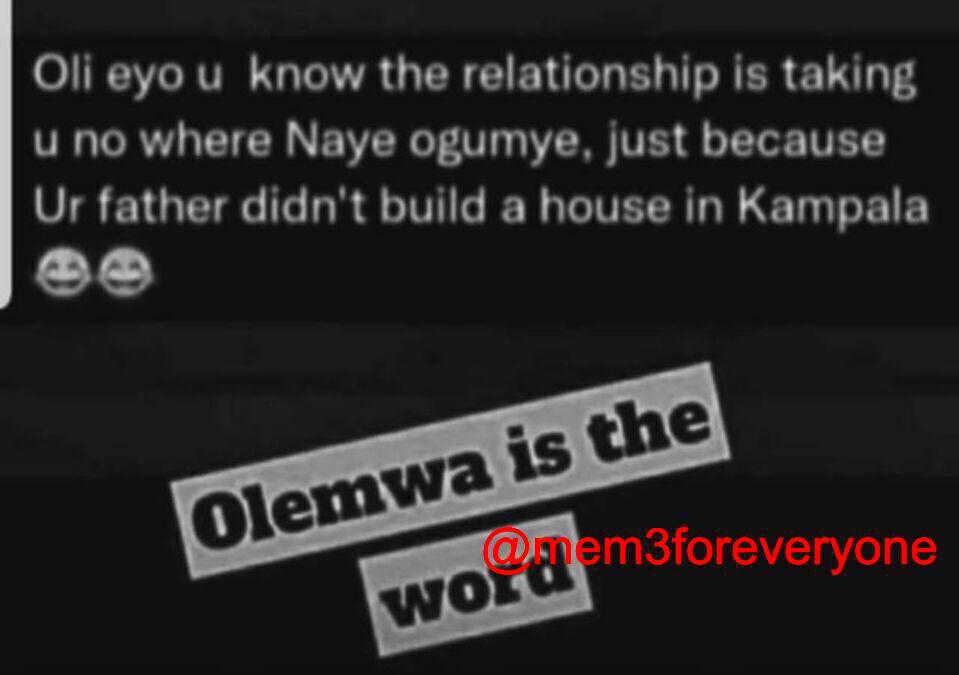 Oli eyo u know the relationship is taking
u no where Naye ogumye, just because
Ur father didn't build a house in Kampala
😂😂
Olemwa is the
word
@mem3foreveryone